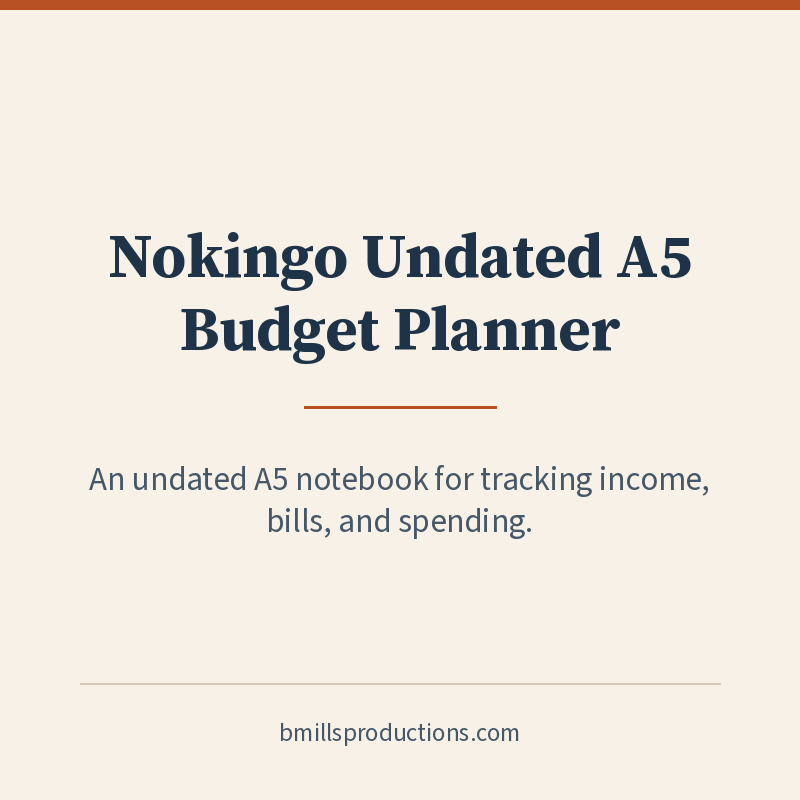 Nokingo Undated A5
Budget Planner
An undated A5 notebook for tracking income,
bills, and spending.
bmillsproductions.com